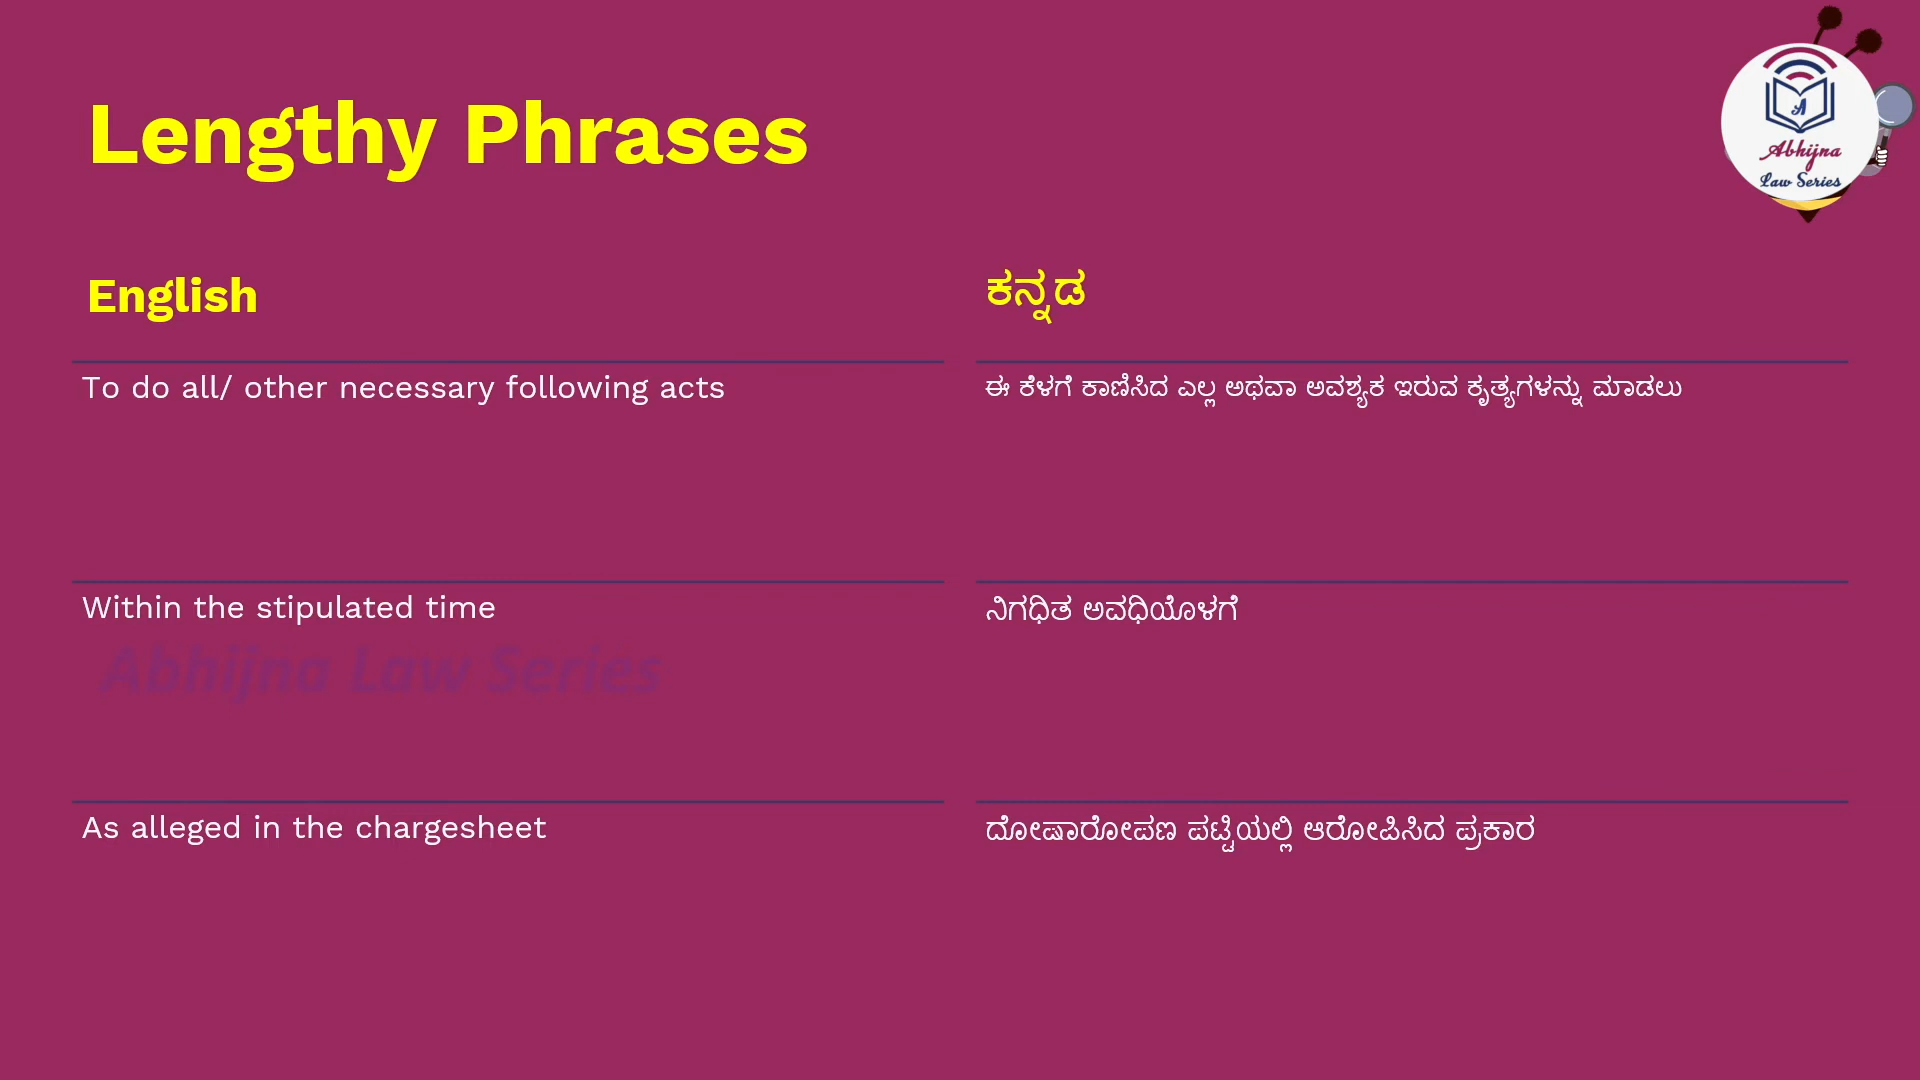 Lengthy Phrases
A
Abhijna
Law Series
English
ಕನ್ನಡ
To do all/ other necessary following acts
ಈ ಕೆಳಗೆ ಕಾಣಿಸಿದ ಎಲ್ಲ ಅಥವಾ ಅವಶ್ಯಕ ಇರುವ ಕೃತ್ಯಗಳನ್ನು ಮಾಡಲು
Within the stipulated time
ನಿಗಧಿತ ಅವಧಿಯೊಳಗೆ
Abhijna Law Series
As alleged in the chargesheet
ದೋಷಾರೋಪಣ ಪಟ್ಟಿಯಲ್ಲಿ ಆರೋಪಿಸಿದ ಪ್ರಕಾರ